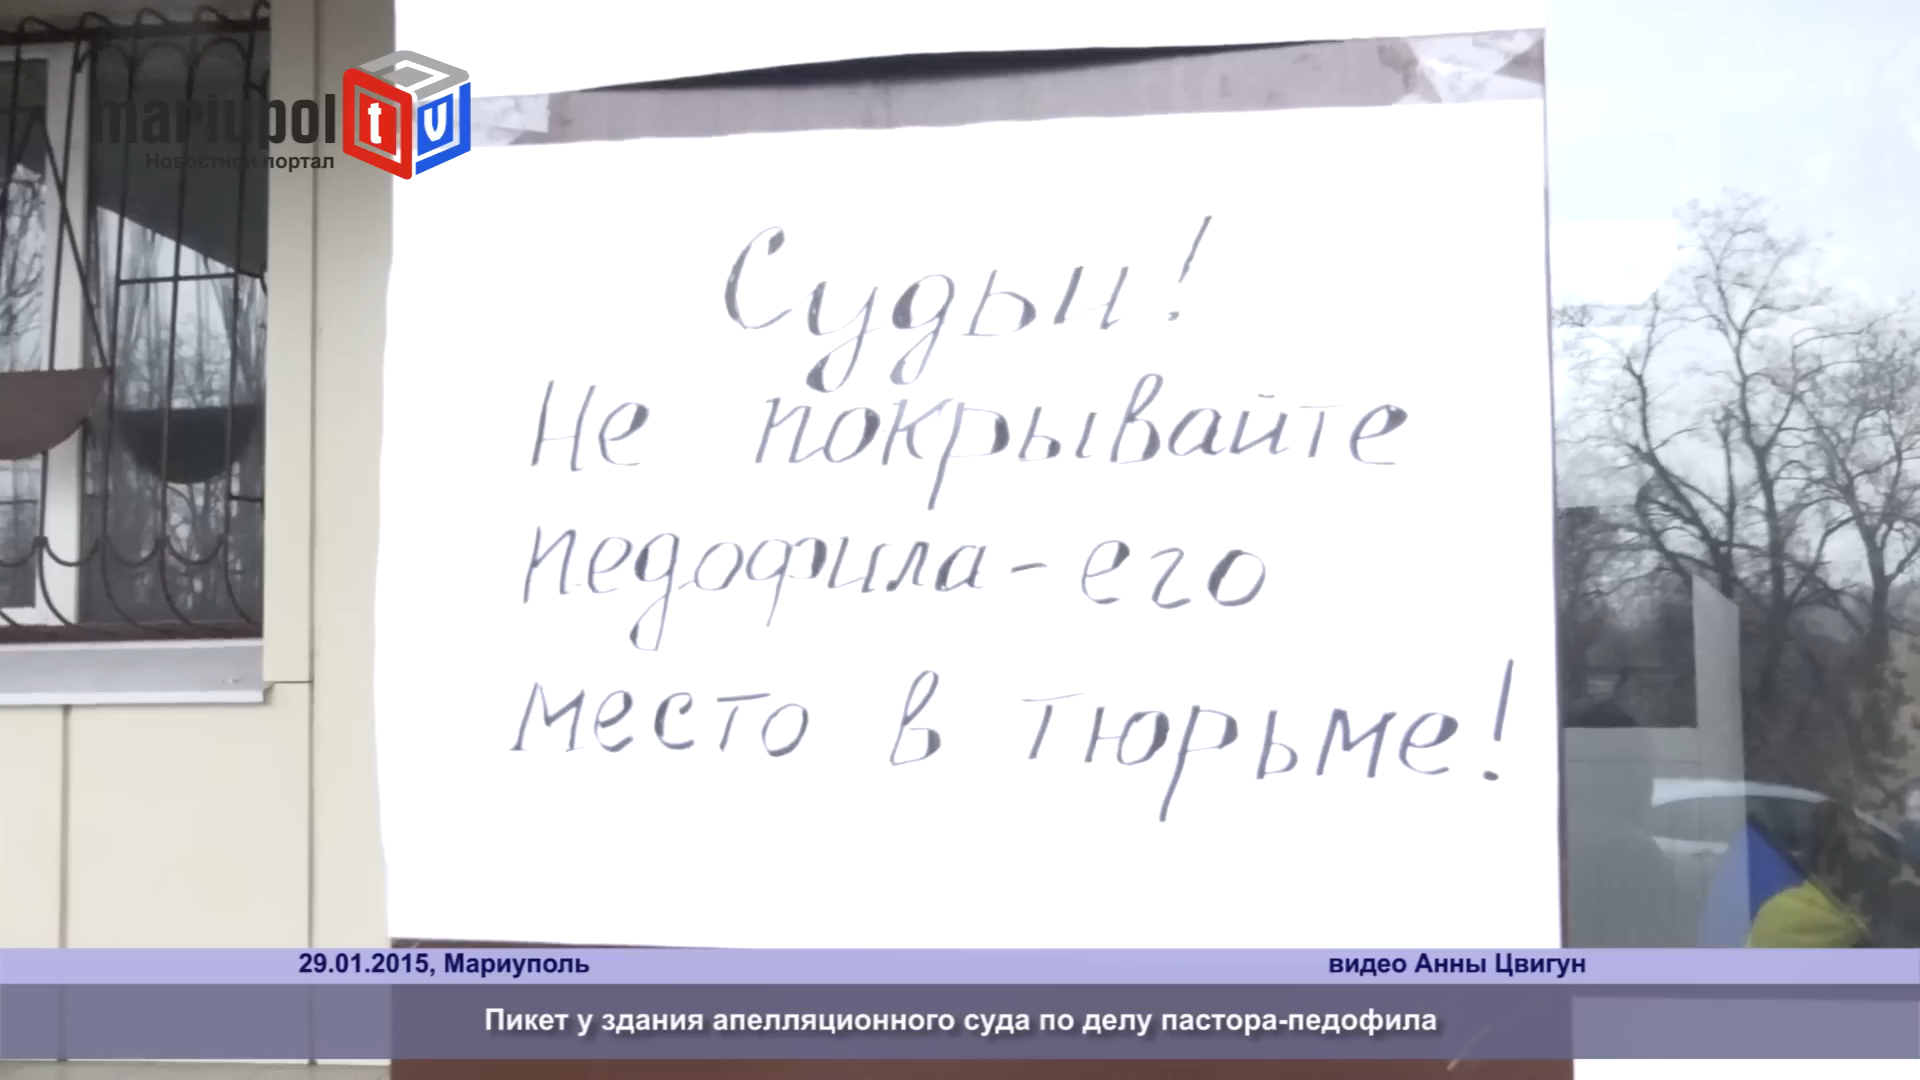 mariupol tv
Новостной портал
Судьи!
Не покрывайте
педофила - его
место в тюрьме!
29.01.2015, Мариуполь
видео Анны Цвигун
Пикет у здания апелляционного суда по делу пастора-педофила